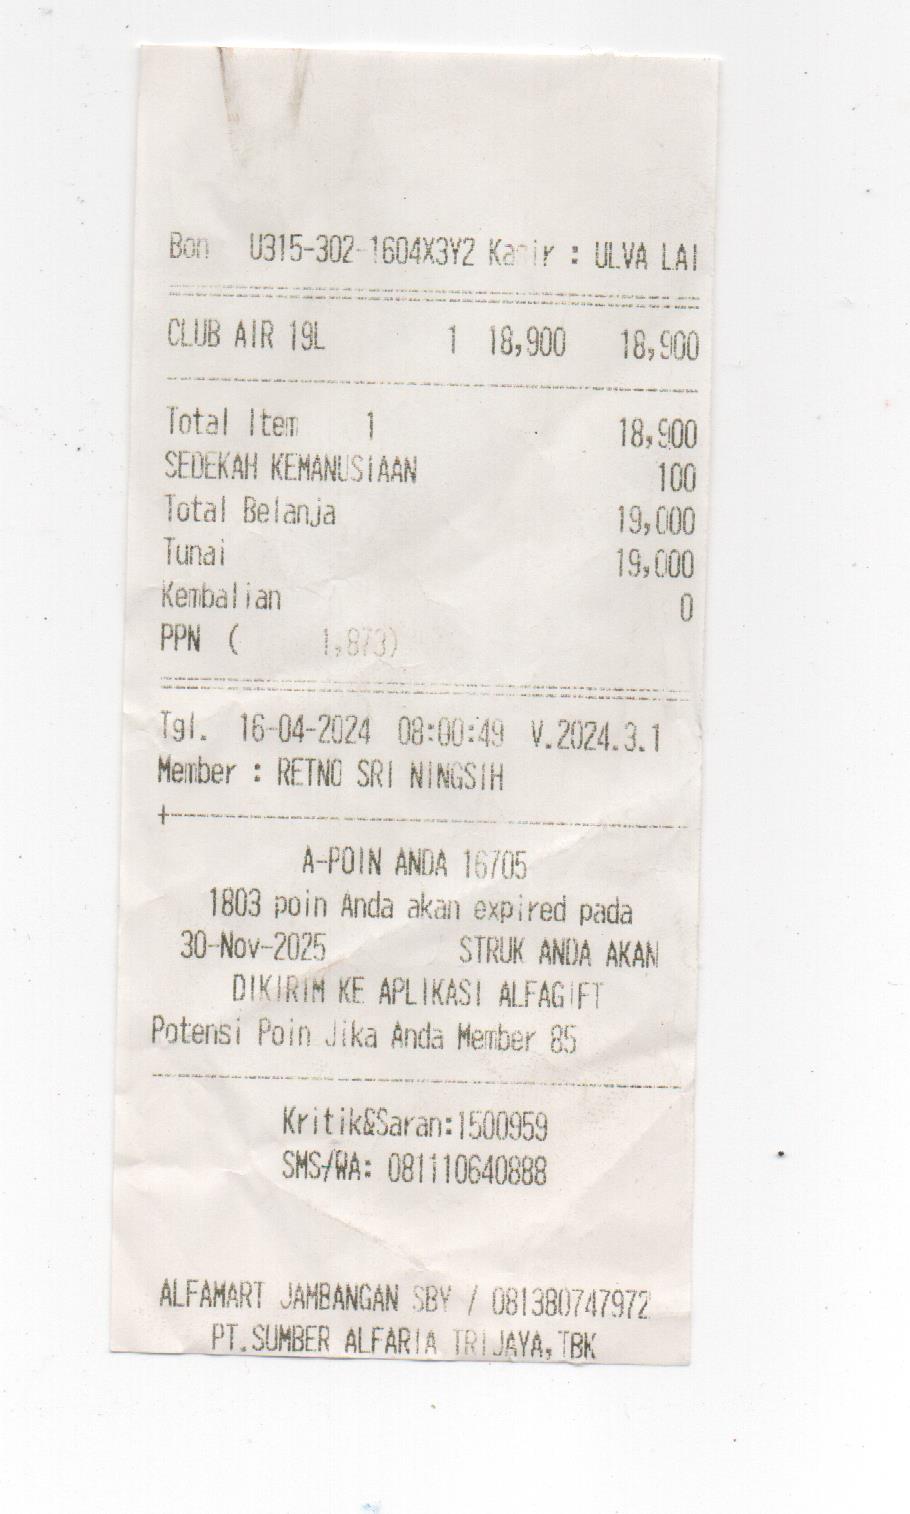 Bon U315-302-1604X3Y2 Kasir : ULVA LAI
CLUB AIR 19L 1 18,900 18,900
Total Item 1 18,900
SEDEKAH KEMANUSIAAN 100
Total Belanja 19,000
Tunai 19,000
Kembalian 0
PPN ( 1,873)
Tgl. 16-04-2024 08:00:49 V.2024.3.1
Member : RETNO SRI NINGSIH
A-POIN ANDA 16705
1803 poin Anda akan expired pada
30-Nov-2025 STRUK ANDA AKAN
DIKIRIM KE APLIKASI ALFAGIFT
Potensi Poin Jika Anda Member 85
Kritik&Saran:1500959
SMS/WA: 081110640888
ALFAMART JAMBANGAN SBY / 081380747972
PT.SUMBER ALFARIA TRIJAYA,TBK